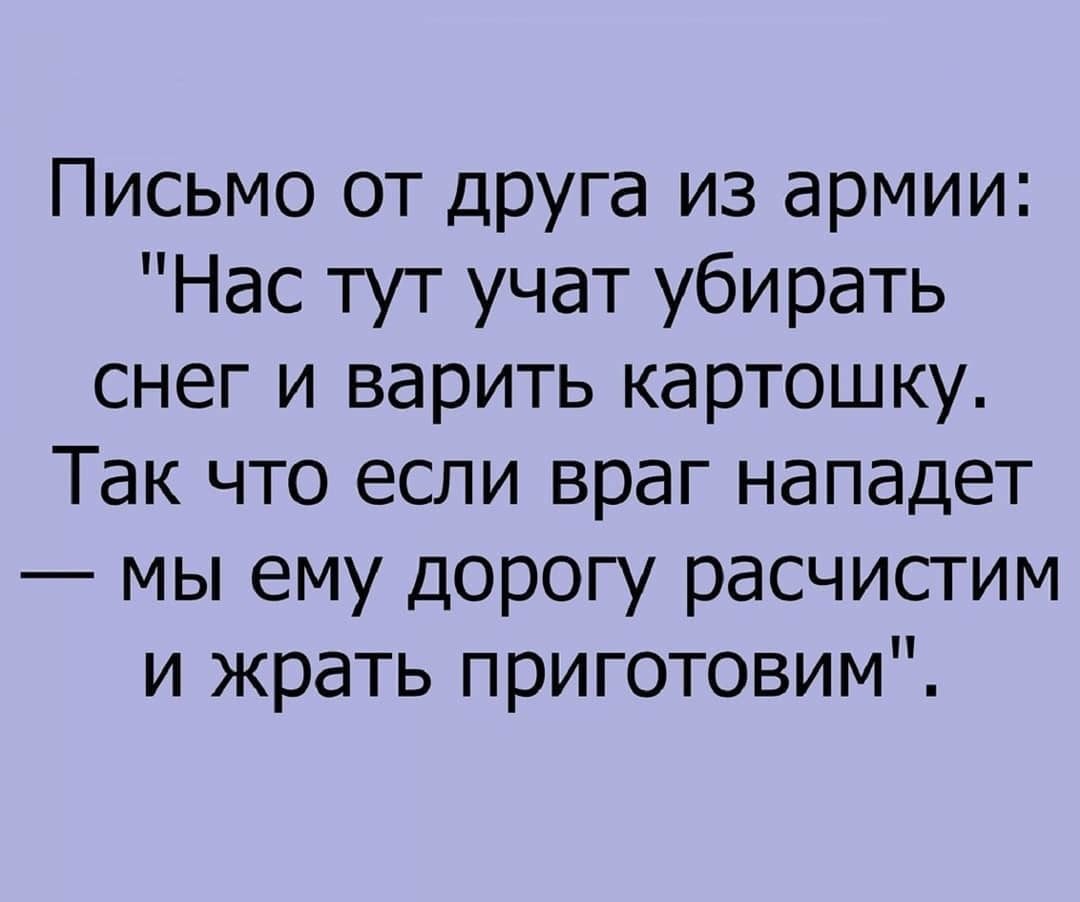 Письмо от друга из армии:
"Нас тут учат убирать
снег и варить картошку.
Так что если враг нападет
— мы ему дорогу расчистим
и жрать приготовим".